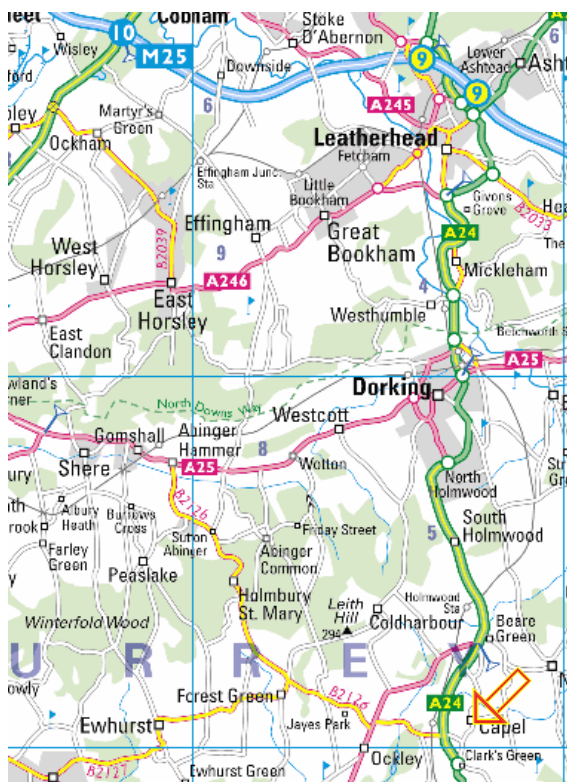 Cobham
Stoke
D'Abernon
Wisley
10
M25
Downside
Lower
Ashtead
6
9
9
Martyr's
Green
6
A245
Ockham
Leatherhead
Fetcham
Effingham Junc.
Sta
Little
Bookham
Givons
Grove
B2033
Effingham
A24
Great
Bookham
West
Horsley
B2039
9
Mickleham
A246
4
East
Horsley
Westhumble
East
Clandon
Betchworth
A25
Dorking
North Downs Way
Westcott
Gomshall
Abinger
Hammer
8
Shere
A25
Wotton
North
Holmwood
B2126
Albury
Heath
Burrows
Cross
Friday Street
5
South
Holmwood
Sutton
Abinger
Farley
Green
Abinger
Common
Peaslake
Holmbury
St. Mary
Leith
Hill
Holmwood
Sta
Winterfold Wood
294
Coldharbour
Beare
Green
U R R E Y
Forest Green
B2126
A24
Ewhurst
Jayes Park
Capel
Ockley
Clark's Green
B2127
Ewhurst Green